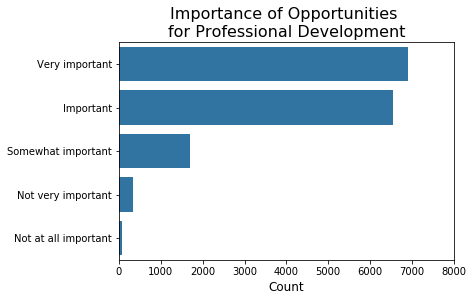 Importance of Opportunities
for Professional Development
Very important
Important
Somewhat important
Not very important
Not at all important
0 1000 2000 3000 4000 5000 6000 7000 8000
Count